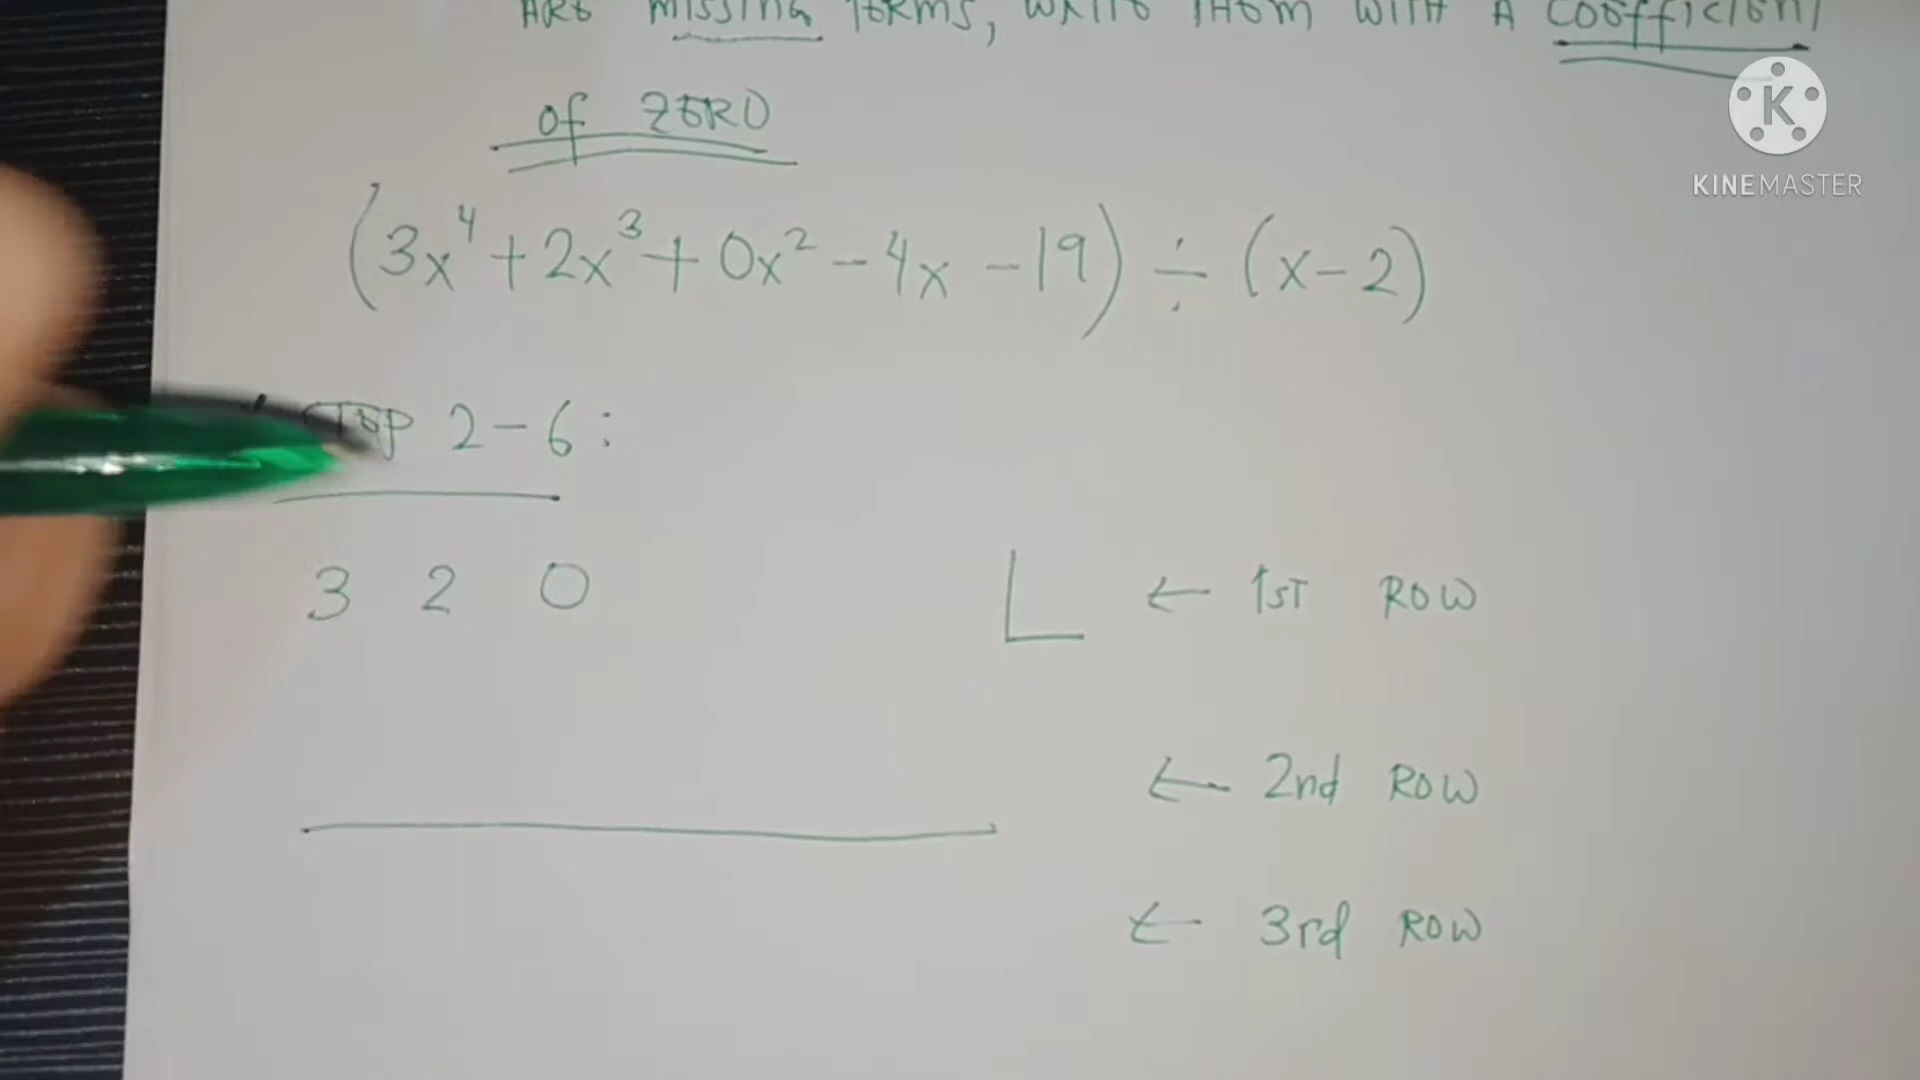 ARE MISSING TERMS, WRITE THEM WITH A COEFFICIENT
of ZERO
K
KINEMASTER
(3x⁴ + 2x³ + 0x² - 4x - 19) ÷ (x - 2)
STEP 2-6:
3 2 0 ← 1ST ROW
← 2nd ROW
← 3rd ROW